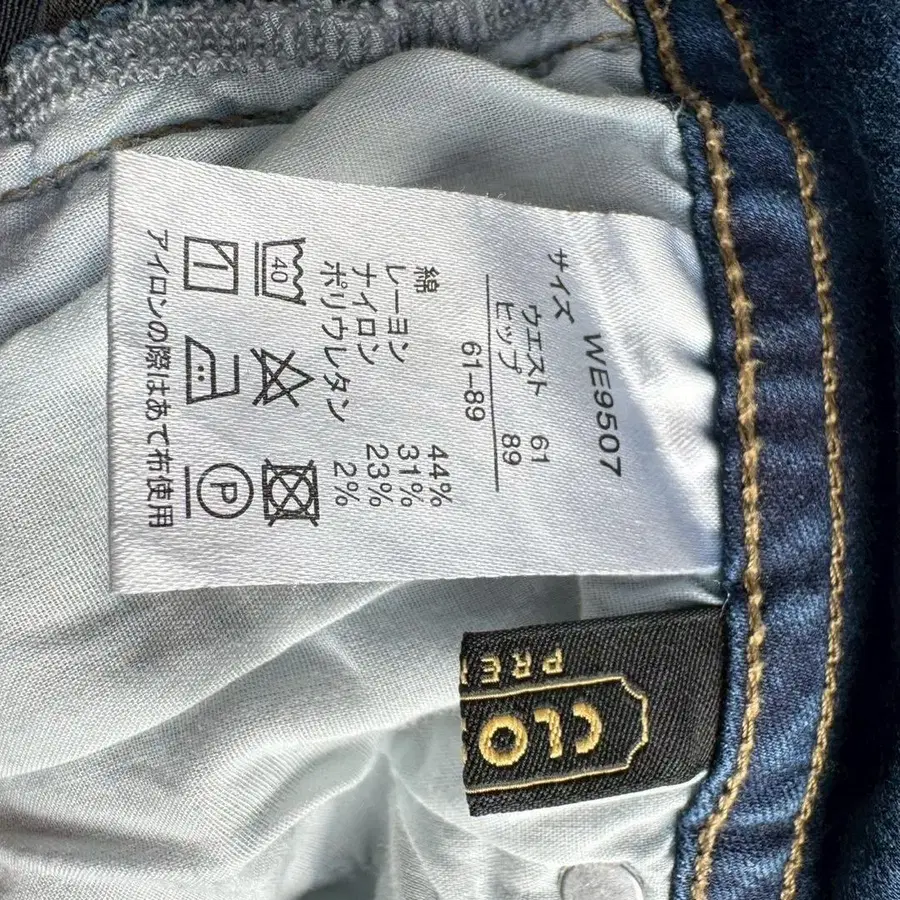 WE9507
サイズ
ウエスト 61
ヒップ 89
61-89
綿 44%
レーヨン 31%
ナイロン 23%
ポリウレタン 2%
40
P
アイロンの際はあて布使用
CLO
PRE